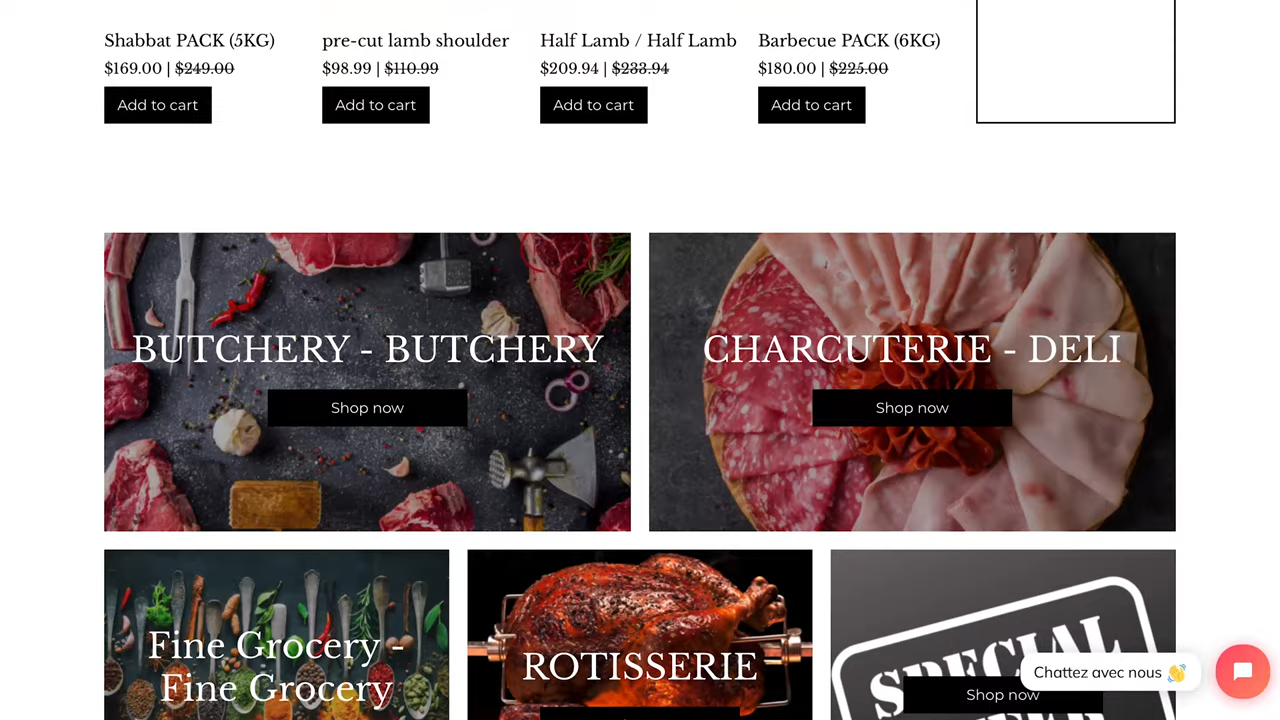 Shabbat PACK (5KG)
$169.00 | $249.00
Add to cart
pre-cut lamb shoulder
$98.99 | $110.99
Add to cart
Half Lamb / Half Lamb
$209.94 | $233.94
Add to cart
Barbecue PACK (6KG)
$180.00 | $225.00
Add to cart
BUTCHERY - BUTCHERY
Shop now
CHARCUTERIE - DELI
Shop now
Fine Grocery -
Fine Grocery
ROTISSERIE
SPECIAL
Shop now
Chattez avec nous 👋